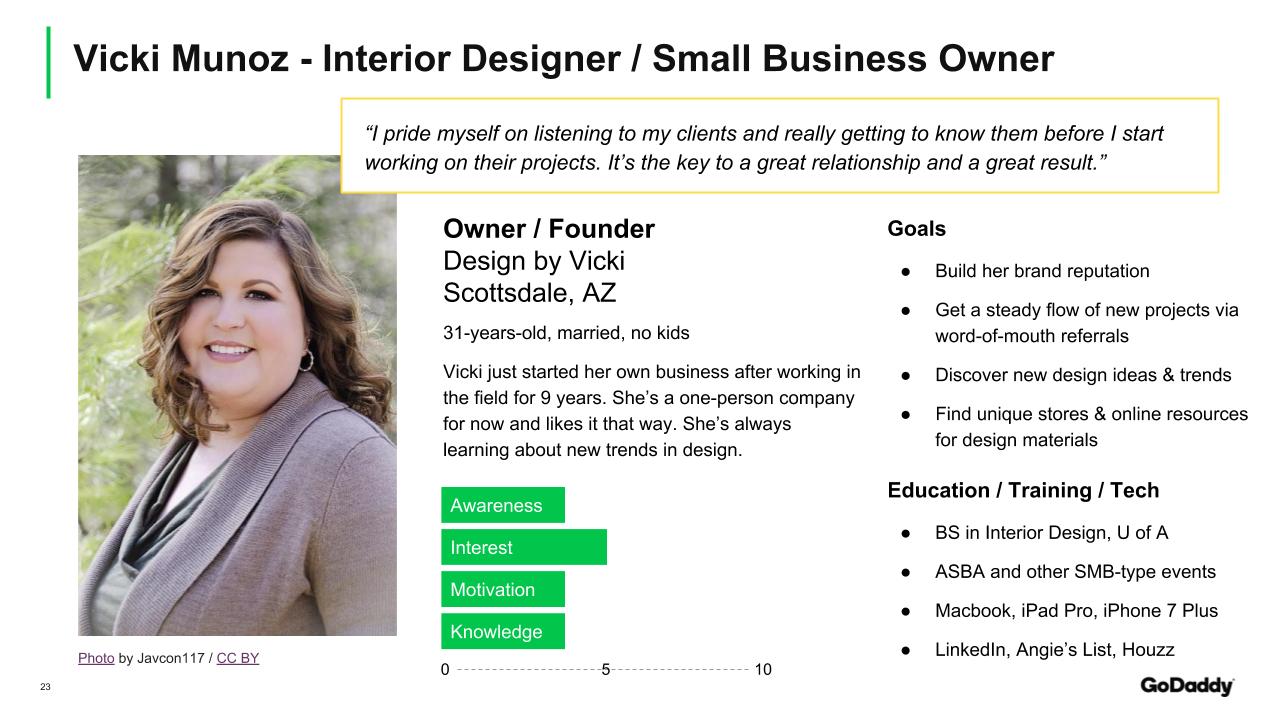 Vicki Munoz - Interior Designer / Small Business Owner
“I pride myself on listening to my clients and really getting to know them before I start
working on their projects. It’s the key to a great relationship and a great result.”
Owner / Founder
Design by Vicki
Scottsdale, AZ
31-years-old, married, no kids
Vicki just started her own business after working in
the field for 9 years. She’s a one-person company
for now and likes it that way. She’s always
learning about new trends in design.
Awareness
Interest
Motivation
Knowledge
0 5 10
Goals
● Build her brand reputation
● Get a steady flow of new projects via
word-of-mouth referrals
● Discover new design ideas & trends
● Find unique stores & online resources
for design materials
Education / Training / Tech
● BS in Interior Design, U of A
● ASBA and other SMB-type events
● Macbook, iPad Pro, iPhone 7 Plus
● LinkedIn, Angie’s List, Houzz
Photo by Javcon117 / CC BY
23
GoDaddy